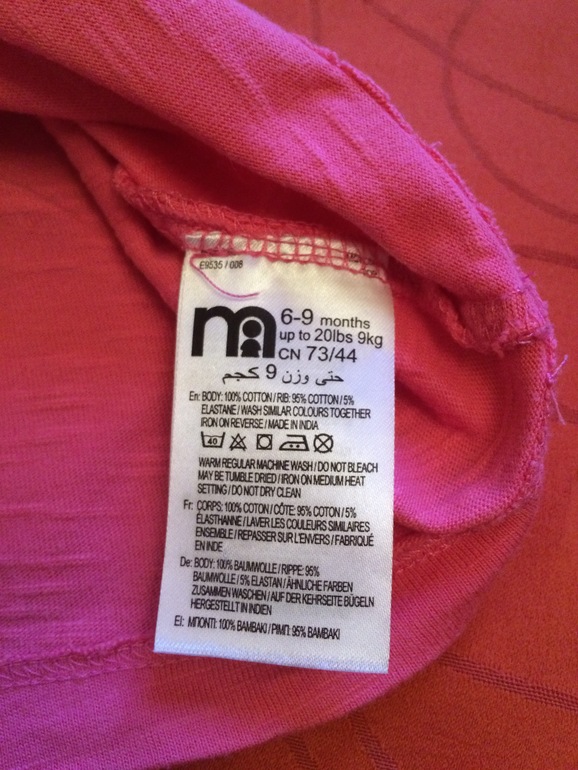 E9535 / 008
6-9 months
up to 20lbs 9kg
CN 73/44
حتى وزن 9 كجم
En: BODY: 100% COTTON / RIB: 95% COTTON / 5%
ELASTANE / WASH SIMILAR COLOURS TOGETHER
IRON ON REVERSE / MADE IN INDIA
40
WARM REGULAR MACHINE WASH / DO NOT BLEACH
MAY BE TUMBLE DRIED / IRON ON MEDIUM HEAT
SETTING / DO NOT DRY CLEAN
Fr: CORPS: 100% COTON / CÔTE: 95% COTON / 5%
ÉLASTHANNE / LAVER LES COULEURS SIMILAIRES
ENSEMBLE / REPASSER SUR L'ENVERS / FABRIQUÉ
EN INDE
De: BODY: 100% BAUMWOLLE / RIPPE: 95%
BAUMWOLLE / 5% ELASTAN / ÄHNLICHE FARBEN
ZUSAMMEN WASCHEN / AUF DER KEHRSEITE BÜGELN
HERGESTELLT IN INDIEN
El: ΜΠΟΝΤΙ: 100% ΒΑΜΒΑΚΙ / ΡΙΜΠ: 95% ΒΑΜΒΑΚΙ